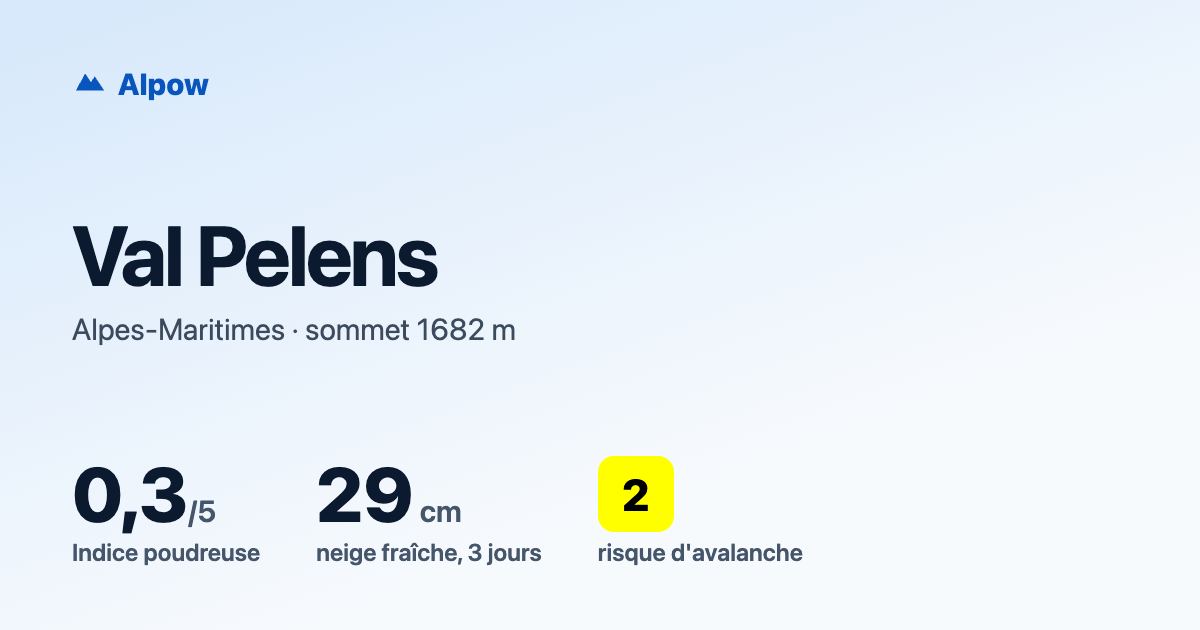 Alpow
Val Pelens
Alpes-Maritimes · sommet 1682 m
0,3/5
Indice poudreuse
29 cm
neige fraîche, 3 jours
2
risque d'avalanche